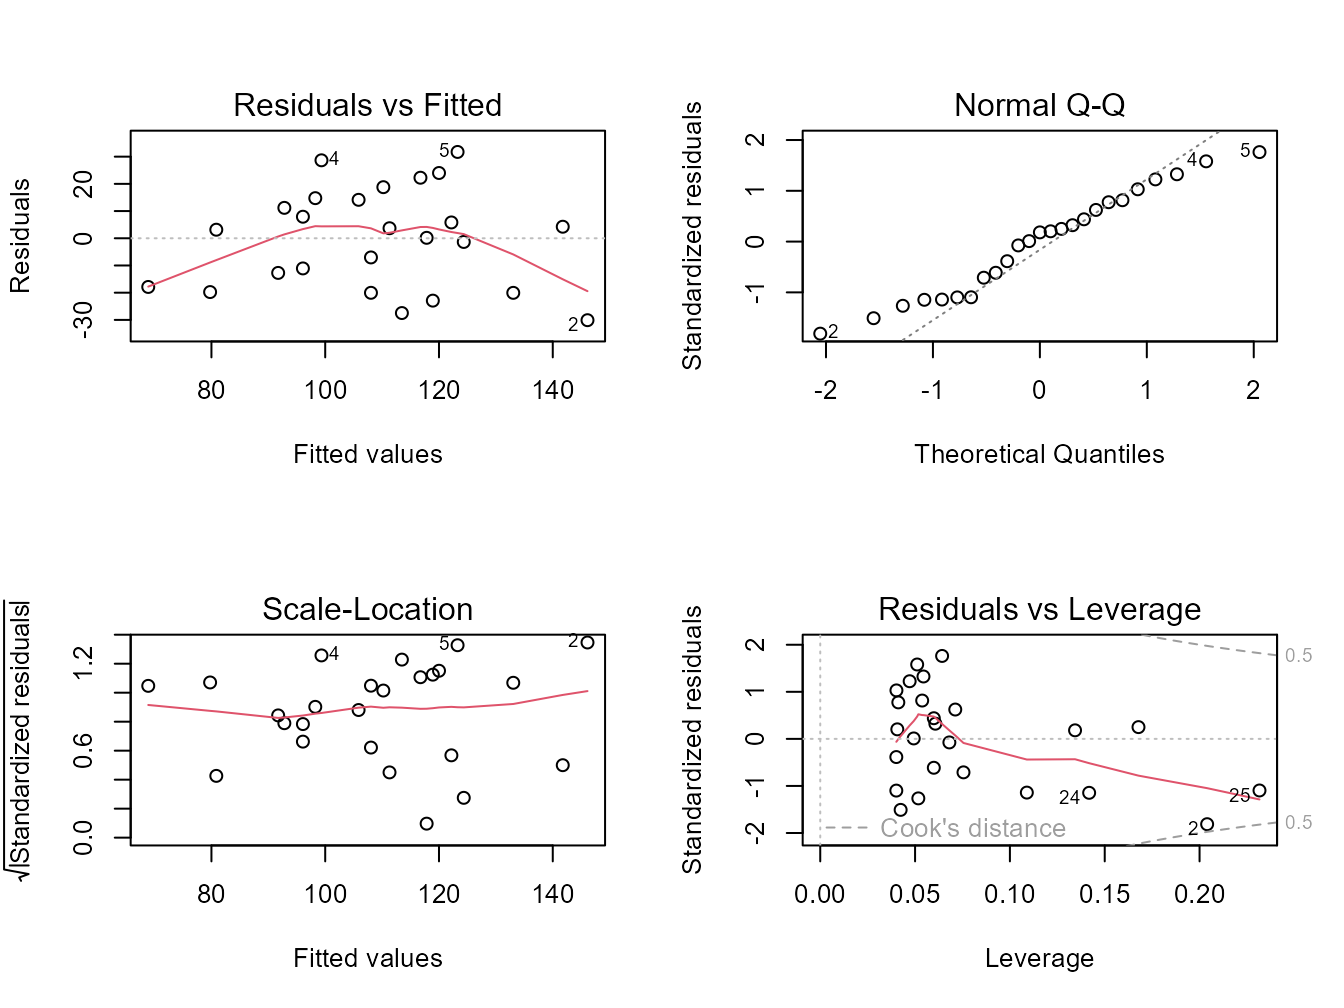 Residuals vs Fitted
Residuals
20
0
-30
4
5
2
80 100 120 140
Fitted values
Normal Q-Q
Standardized residuals
2
1
0
-1
4
5
2
-2 -1 0 1 2
Theoretical Quantiles
Scale-Location
√|Standardized residuals|
1.2
0.6
0.0
4
5
2
80 100 120 140
Fitted values
Residuals vs Leverage
Standardized residuals
2
1
0
-1
-2
0.5
24
25
2
0.5
Cook's distance
0.00 0.05 0.10 0.15 0.20
Leverage